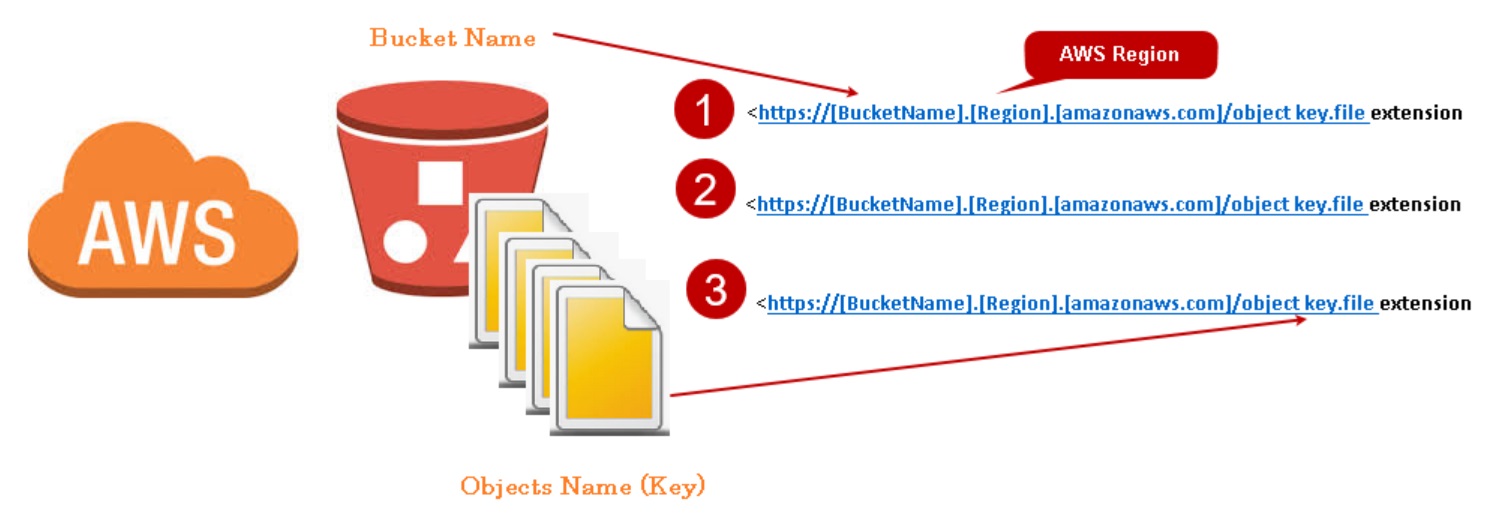 Bucket Name
AWS Region
1 <https://[BucketName].[Region].[amazonaws.com]/object key.file extension
AWS
2 <https://[BucketName].[Region].[amazonaws.com]/object key.file extension
3 <https://[BucketName].[Region].[amazonaws.com]/object key.file extension
Objects Name (Key)